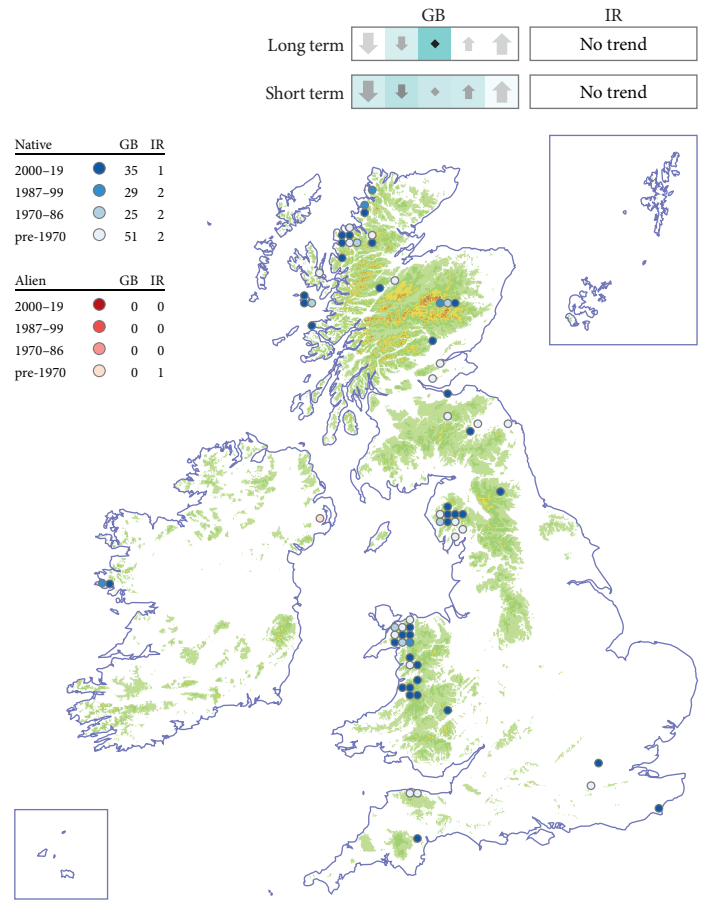 GB IR
Long term No trend
Short term No trend
Native GB IR
2000–19 35 1
1987–99 29 2
1970–86 25 2
pre-1970 51 2
Alien GB IR
2000–19 0 0
1987–99 0 0
1970–86 0 0
pre-1970 0 1